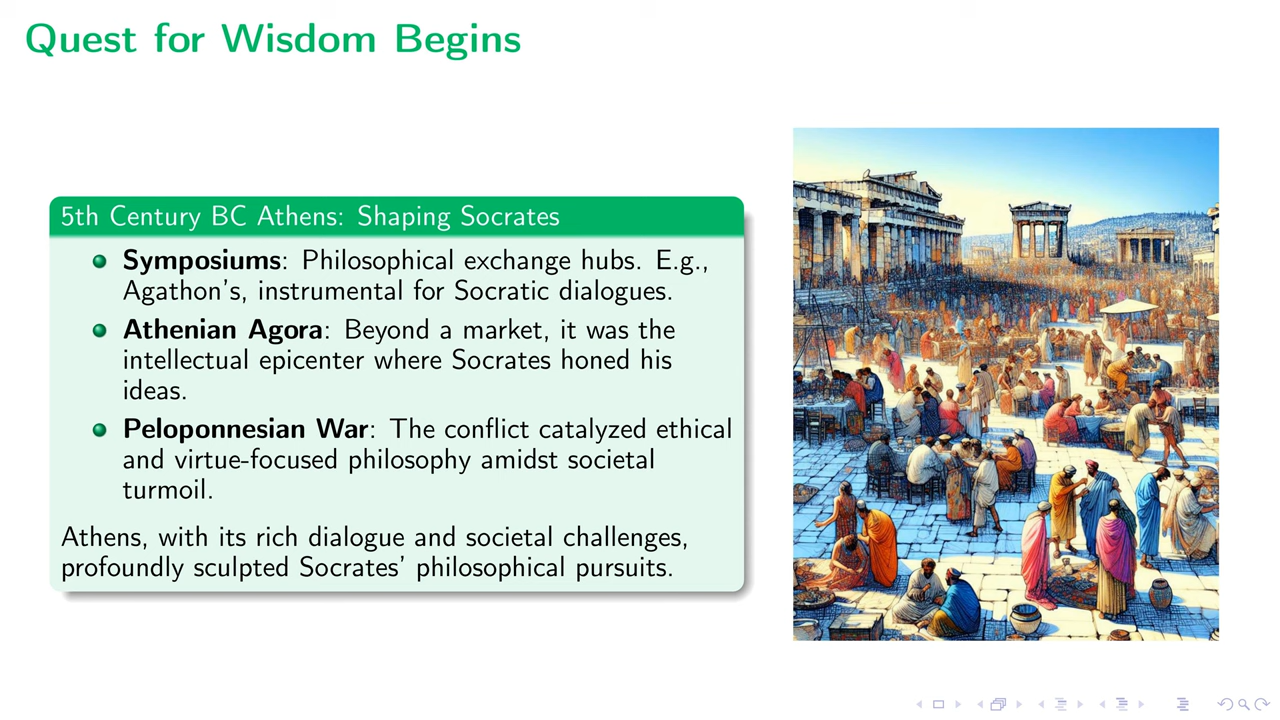 Quest for Wisdom Begins
5th Century BC Athens: Shaping Socrates
Symposiums: Philosophical exchange hubs. E.g.,
Agathon's, instrumental for Socratic dialogues.
Athenian Agora: Beyond a market, it was the
intellectual epicenter where Socrates honed his
ideas.
Peloponnesian War: The conflict catalyzed ethical
and virtue-focused philosophy amidst societal
turmoil.
Athens, with its rich dialogue and societal challenges,
profoundly sculpted Socrates' philosophical pursuits.